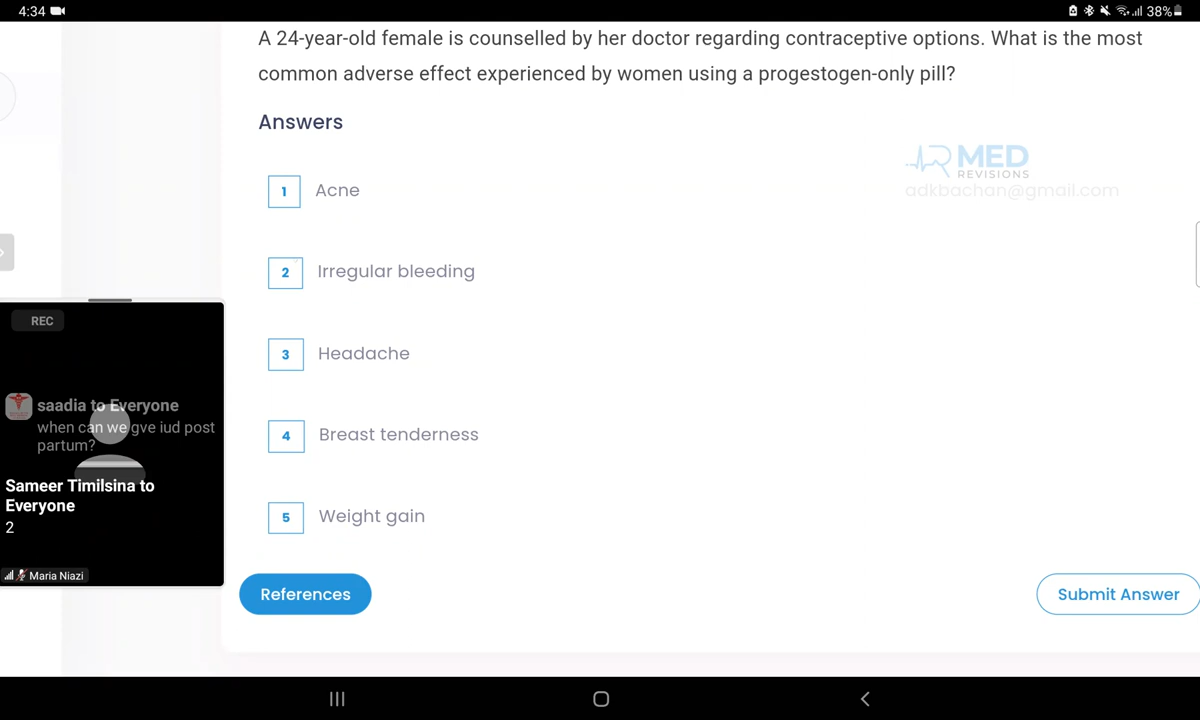 4:34
38%
A 24-year-old female is counselled by her doctor regarding contraceptive options. What is the most
common adverse effect experienced by women using a progestogen-only pill?
Answers
MED
REVISIONS
adkbachan@gmail.com
1 Acne
2 Irregular bleeding
3 Headache
4 Breast tenderness
5 Weight gain
REC
saadia to Everyone
when can we gve iud post
partum?
Sameer Timilsina to
Everyone
2
Maria Niazi
References
Submit Answer